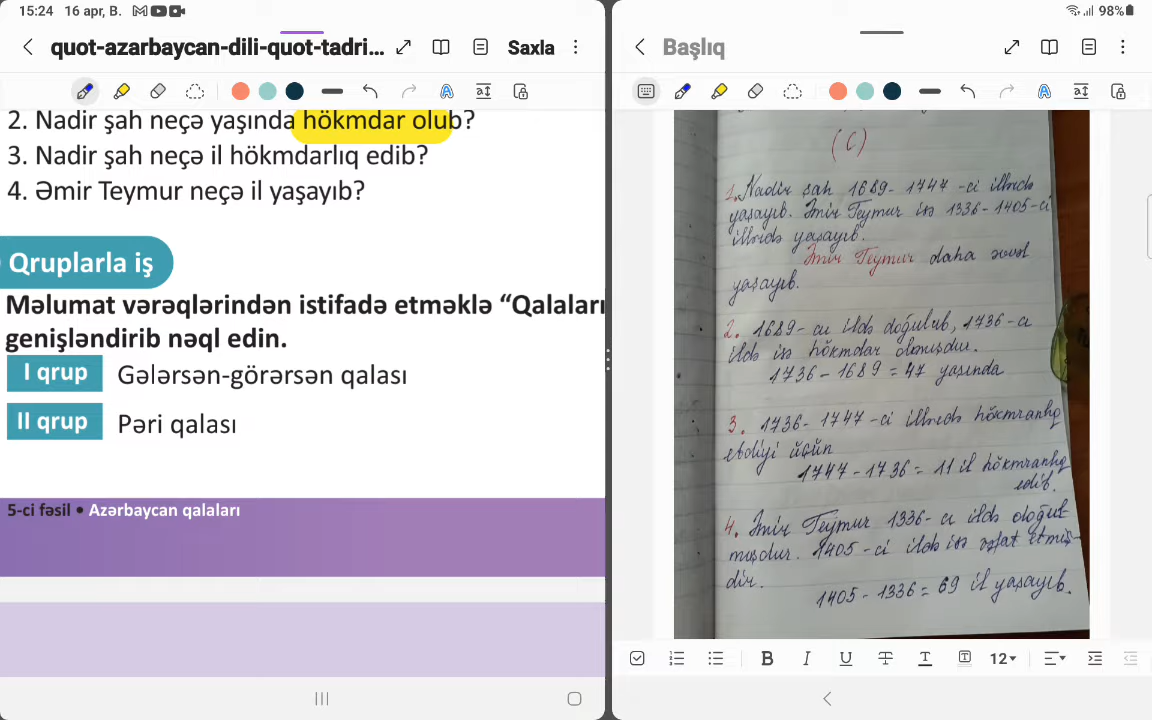 15:24 16 apr, B.
98%
quot-azarbaycan-dili-quot-tadri...
Saxla
Başlıq
2. Nadir şah neçə yaşında hökmdar olub?
3. Nadir şah neçə il hökmdarlıq edib?
4. Əmir Teymur neçə il yaşayıb?
Qruplarla iş
Məlumat vərəqlərindən istifadə etməklə “Qalaları
genişləndirib nəql edin.
I qrup Gələrsən-görərsən qalası
II qrup Pəri qalası
5-ci fəsil • Azərbaycan qalaları
(C)
1. Nadir şah 1689-1747-ci illərdə
yaşayıb. Əmir Teymur isə 1336-1405-ci
illərdə yaşayıb.
Əmir Teymur daha əvvəl
yaşayıb.
2. 1689-cu ildə doğulub, 1736-cı
ildə isə hökmdar olmuşdur.
1736 - 1689 = 47 yaşında
3. 1736-1747-ci illərdə hökmranlıq
etdiyi üçün
1747 - 1736 = 11 il hökmranlıq
edib.
4. Əmir Teymur 1336-cı ildə doğul-
muşdur. 1405-ci ildə isə vəfat etmiş-
dir.
1405 - 1336 = 69 il yaşayıb.
B I U T T 12